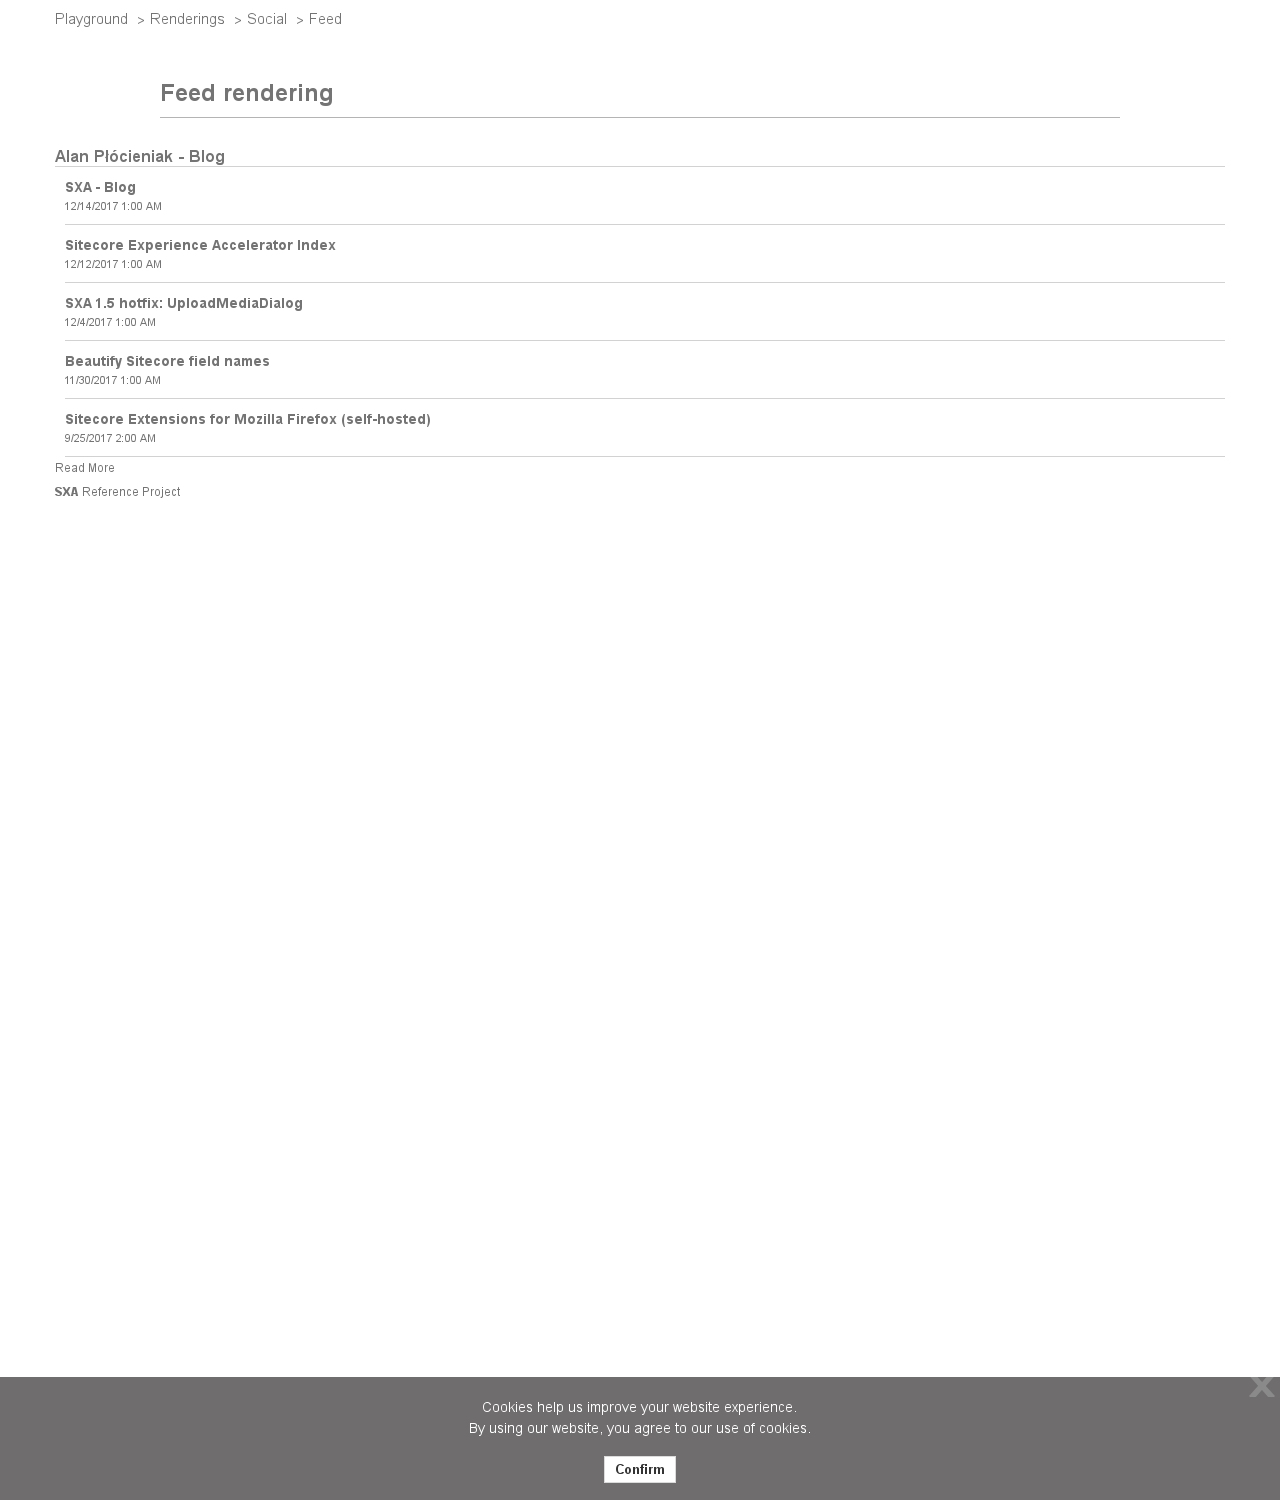 Playground > Renderings > Social > Feed
Feed rendering
Alan Płócieniak - Blog
SXA - Blog
12/14/2017 1:00 AM
Sitecore Experience Accelerator Index
12/12/2017 1:00 AM
SXA 1.5 hotfix: UploadMediaDialog
12/4/2017 1:00 AM
Beautify Sitecore field names
11/30/2017 1:00 AM
Sitecore Extensions for Mozilla Firefox (self-hosted)
9/25/2017 2:00 AM
Read More
SXA Reference Project
X
Cookies help us improve your website experience.
By using our website, you agree to our use of cookies.
Confirm